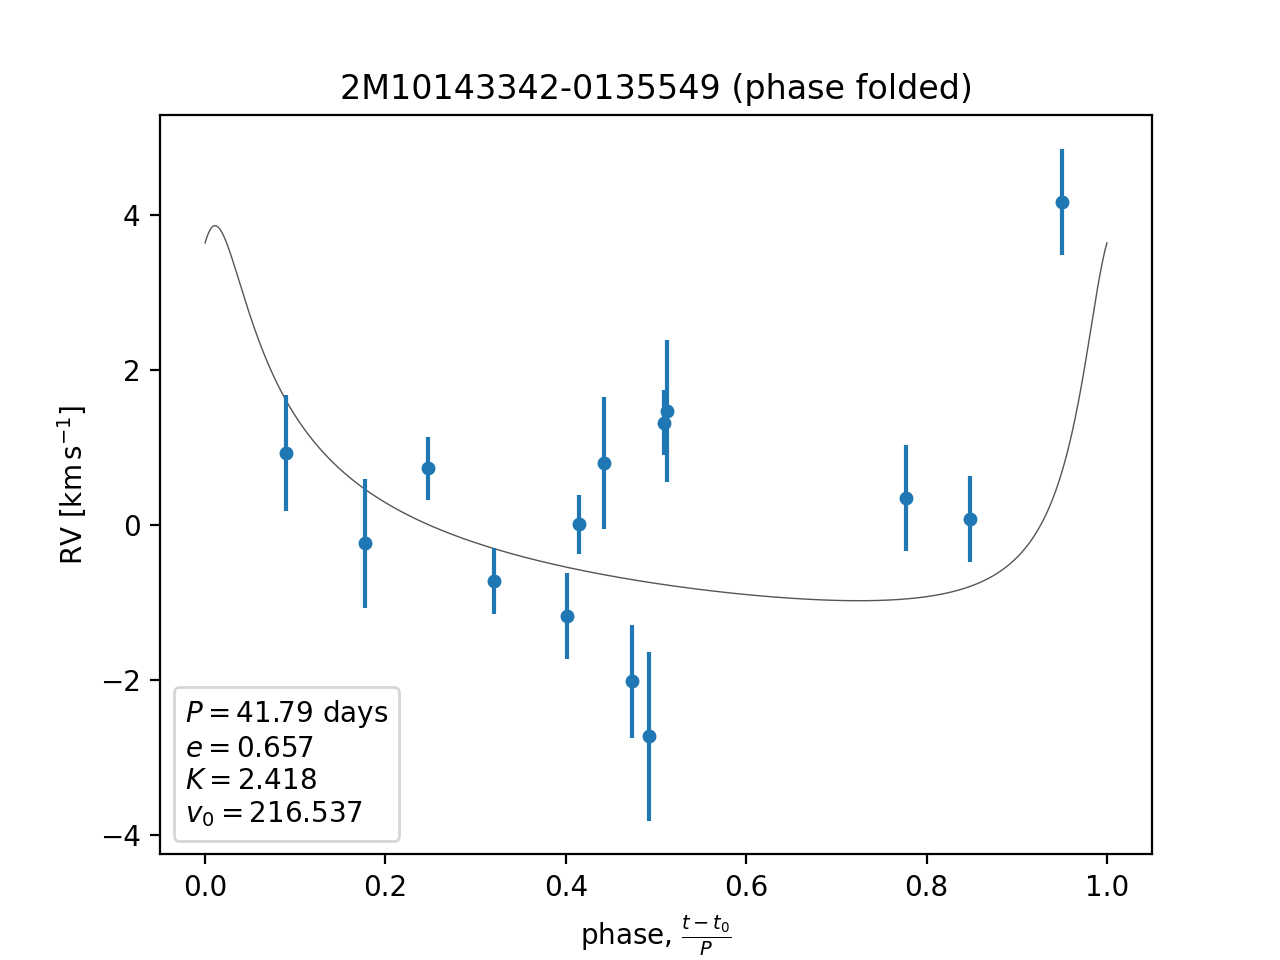 2M10143342-0135549 (phase folded)
RV [km s⁻¹]
4
2
0
−2
−4
P = 41.79 days
e = 0.657
K = 2.418
v₀ = 216.537
0.0 0.2 0.4 0.6 0.8 1.0
phase, (t − t₀)/P